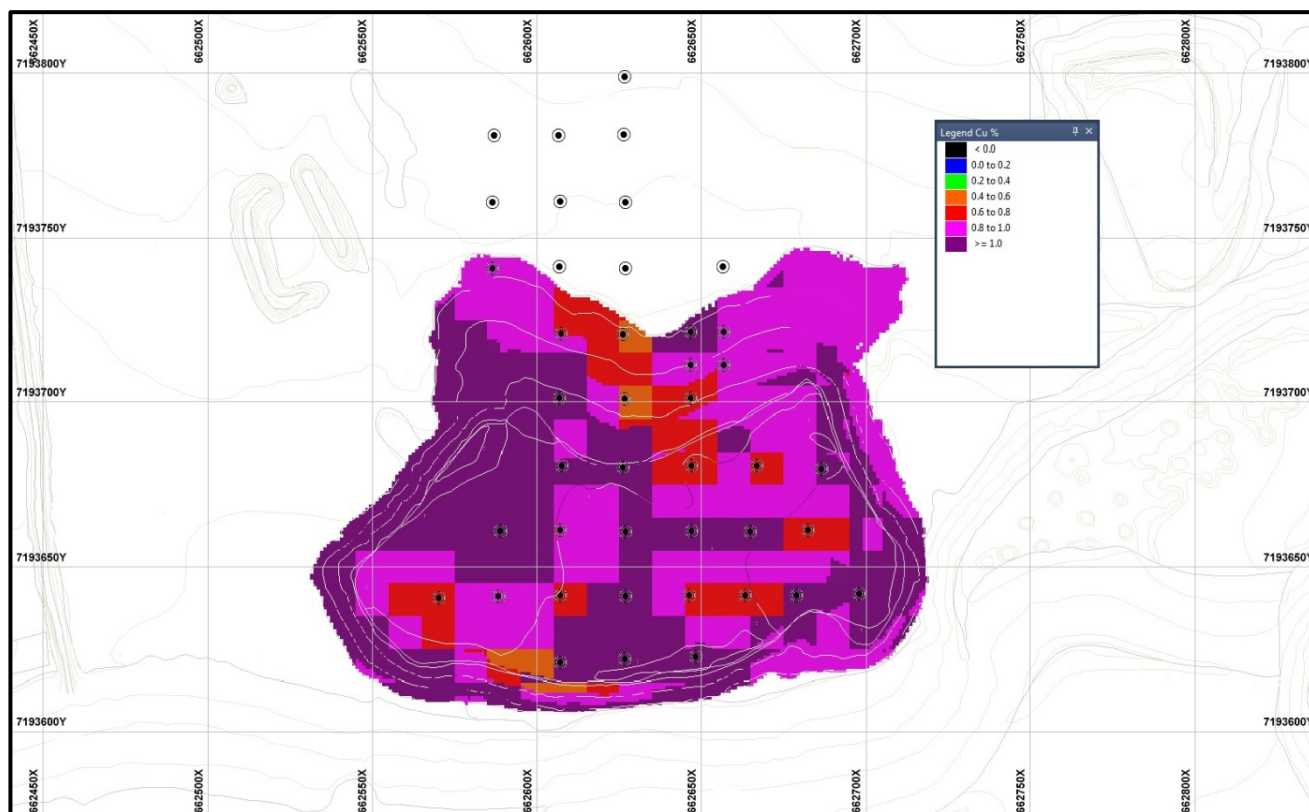 662450X 662500X 662550X 662600X 662650X 662700X 662750X 662800X
7193800Y 7193800Y
Legend Cu %
< 0.0
0.0 to 0.2
0.2 to 0.4
0.4 to 0.6
0.6 to 0.8
0.8 to 1.0
>= 1.0
7193750Y 7193750Y
7193700Y 7193700Y
7193650Y 7193650Y
7193600Y 7193600Y
662450X 662500X 662550X 662600X 662650X 662700X 662750X 662800X